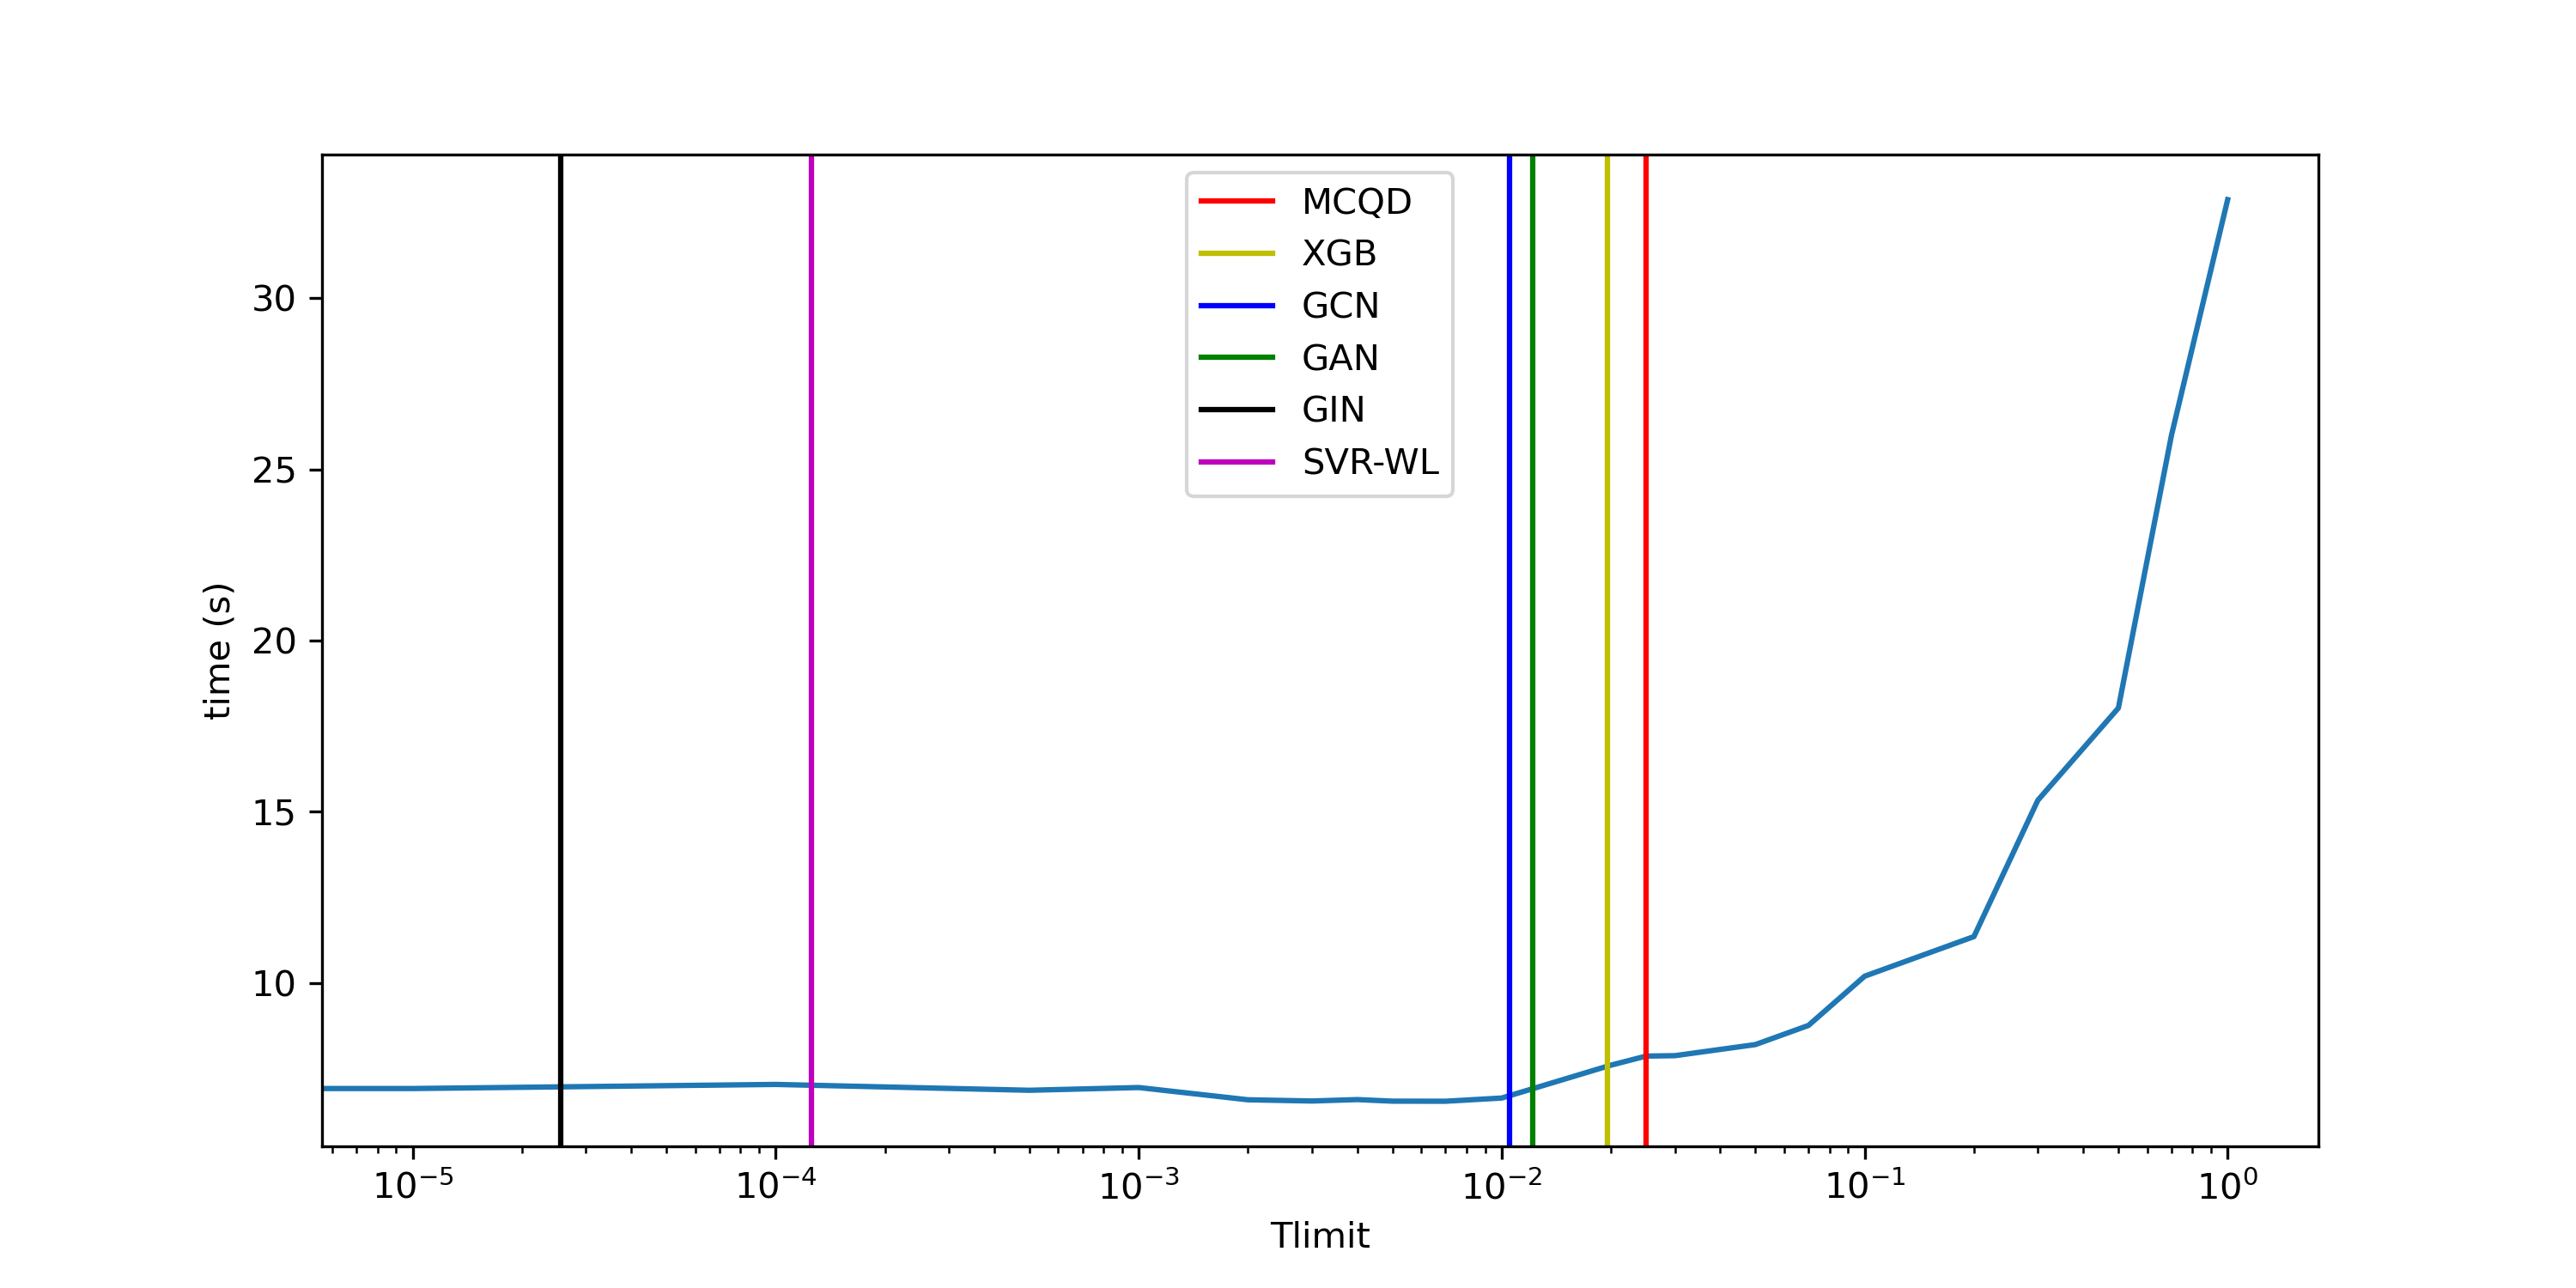 MCQD
XGB
GCN
GAN
GIN
SVR-WL
30
25
20
15
10
time (s)
10⁻⁵ 10⁻⁴ 10⁻³ 10⁻² 10⁻¹ 10⁰
Tlimit